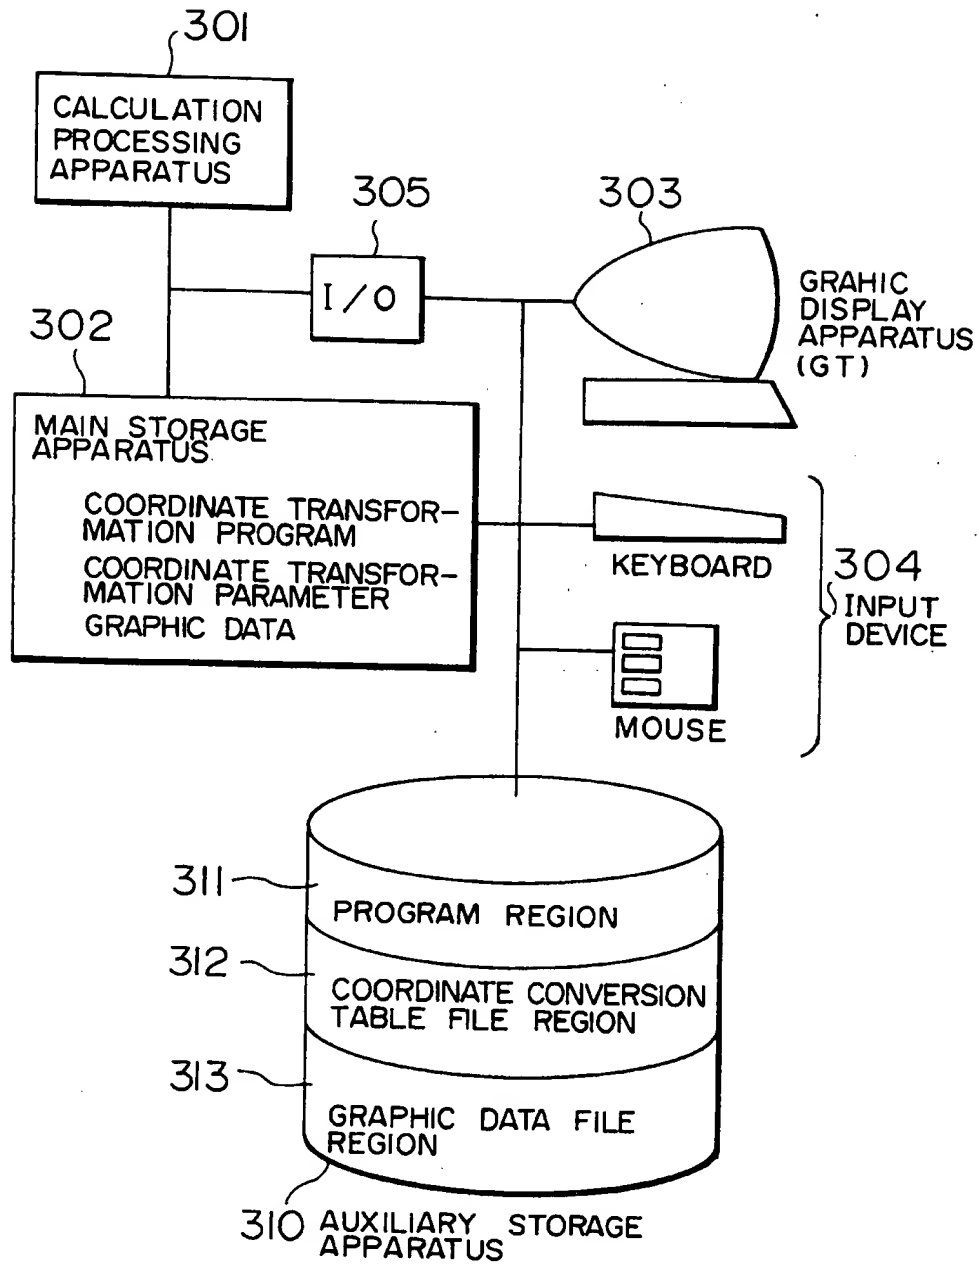 301
CALCULATION
PROCESSING
APPARATUS
305
I/O
303
GRAHIC
DISPLAY
APPARATUS
(GT)
302
MAIN STORAGE
APPARATUS
COORDINATE TRANSFOR-
MATION PROGRAM
COORDINATE TRANSFOR-
MATION PARAMETER
GRAPHIC DATA
KEYBOARD
MOUSE
304
INPUT
DEVICE
311
PROGRAM REGION
312
COORDINATE CONVERSION
TABLE FILE REGION
313
GRAPHIC DATA FILE
REGION
310
AUXILIARY STORAGE
APPARATUS